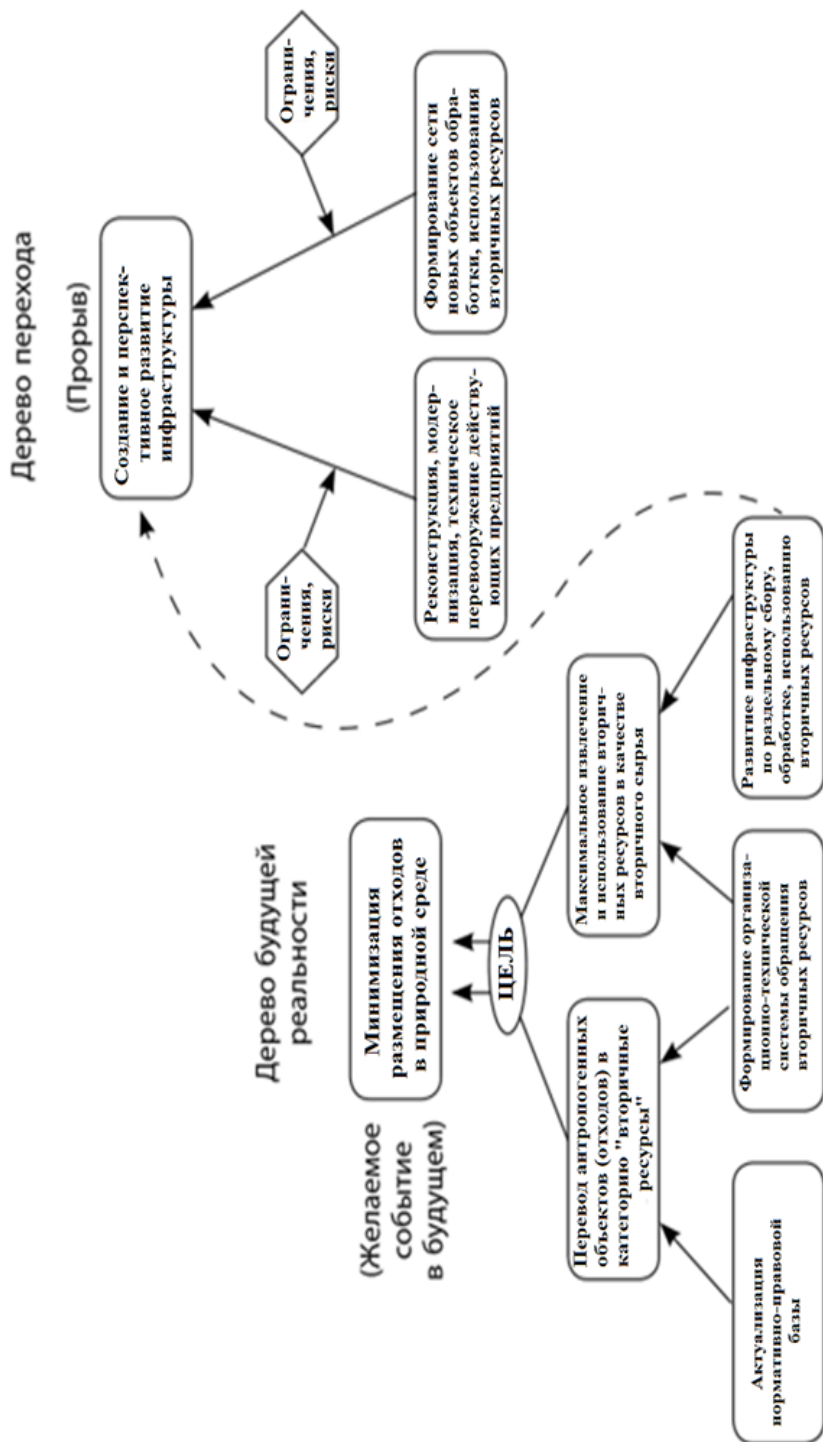 Дерево будущей
реальности
(Желаемое
событие
в будущем)
Минимизация
размещения отходов
в природной среде
ЦЕЛЬ
Перевод антропогенных
объектов (отходов) в
категорию "вторичные
ресурсы"
Максимальное извлечение
и использование вторич-
ных ресурсов в качестве
вторичного сырья
Актуализация
нормативно-правовой
базы
Формирование организа-
ционно-технической
системы обращения
вторичных ресурсов
Развитиее инфраструктуры
по раздельному сбору,
обработке, использованию
вторичных ресурсов
Дерево перехода
(Прорыв)
Создание и перспек-
тивное развитие
инфраструктуры
Ограни-
чения,
риски
Ограни-
чения,
риски
Реконструкция, модер-
низация, техническое
перевооружение действу-
ющих предприятий
Формирование сети
новых объектов обра-
ботки, использования
вторичных ресурсов